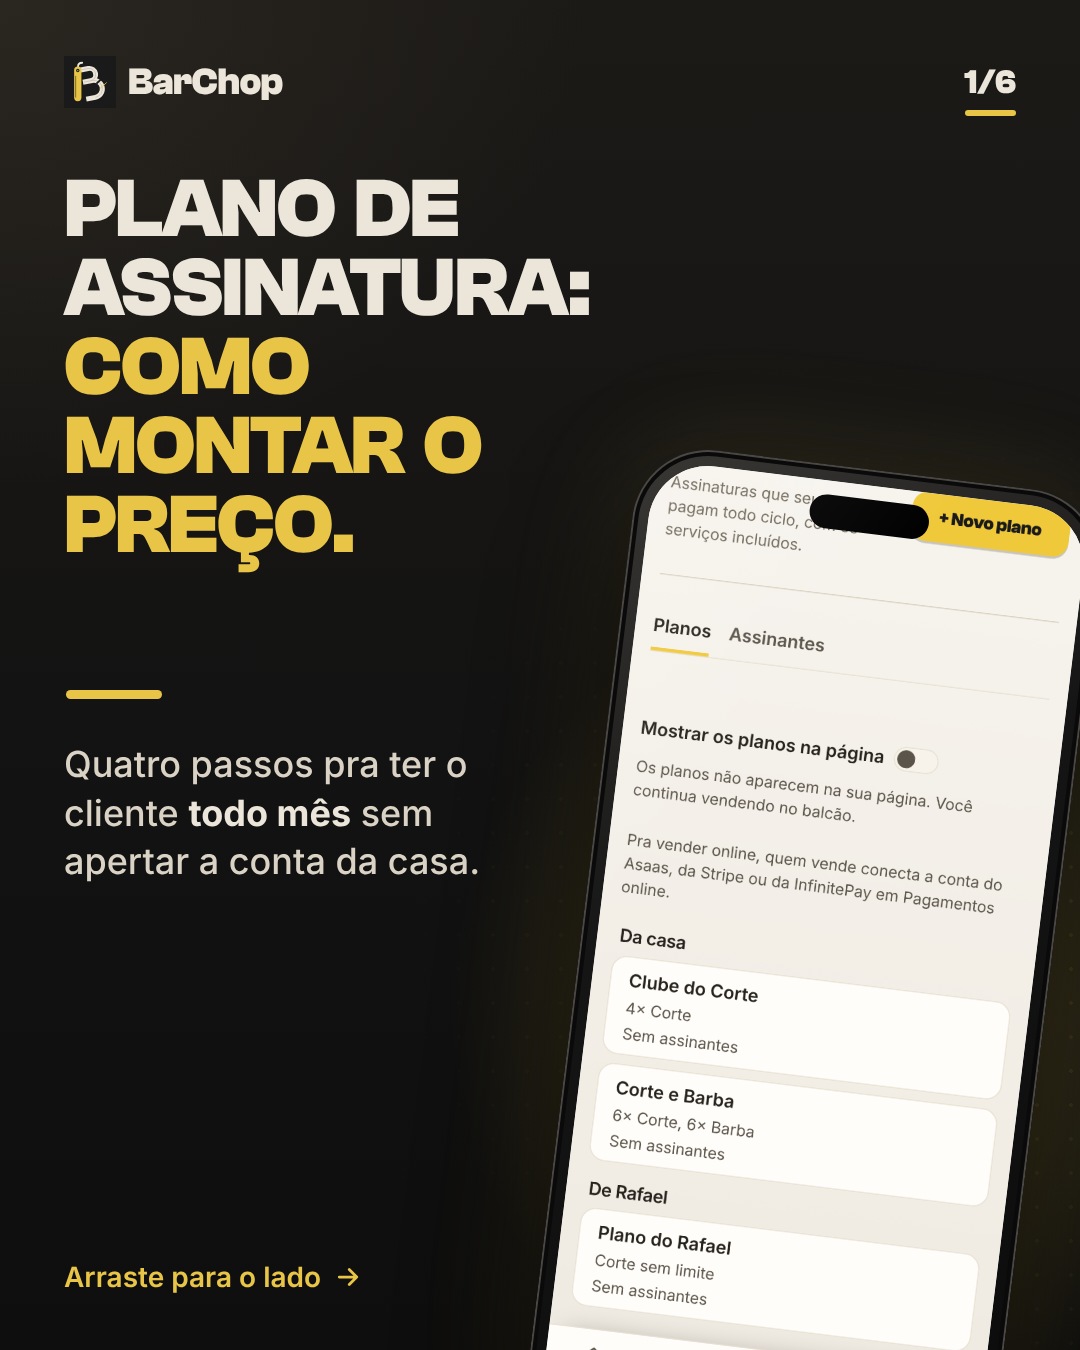 BarChop
1/6
PLANO DE
ASSINATURA:
COMO
MONTAR O
PREÇO.
Quatro passos pra ter o
cliente todo mês sem
apertar a conta da casa.
Arraste para o lado →
Assinaturas que
pagam todo ciclo,
serviços incluídos.
+ Novo plano
Planos
Assinantes
Mostrar os planos na página
Os planos não aparecem na sua página. Você
continua vendendo no balcão.
Pra vender online, quem vende conecta a conta do
Asaas, da Stripe ou da InfinitePay em Pagamentos
online.
Da casa
Clube do Corte
4× Corte
Sem assinantes
Corte e Barba
6× Corte, 6× Barba
Sem assinantes
De Rafael
Plano do Rafael
Corte sem limite
Sem assinantes